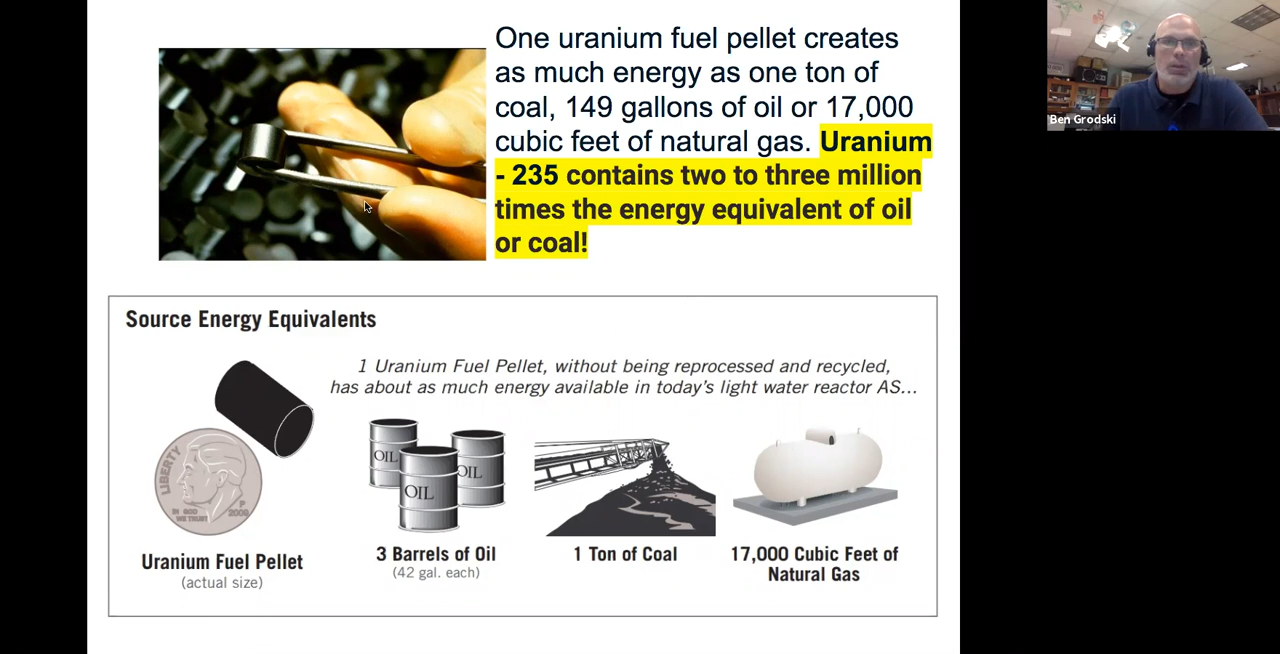 One uranium fuel pellet creates
as much energy as one ton of
coal, 149 gallons of oil or 17,000
cubic feet of natural gas. Uranium
- 235 contains two to three million
times the energy equivalent of oil
or coal!
Ben Grodski
Source Energy Equivalents
1 Uranium Fuel Pellet, without being reprocessed and recycled,
has about as much energy available in today's light water reactor AS...
LIBERTY
IN GOD
WE TRUST
P
2009
OIL
OIL
OIL
Uranium Fuel Pellet
(actual size)
3 Barrels of Oil
(42 gal. each)
1 Ton of Coal
17,000 Cubic Feet of
Natural Gas